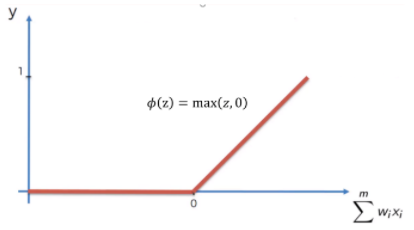 y
1
ϕ(z) = max(z, 0)
0
m
∑ wᵢxᵢ